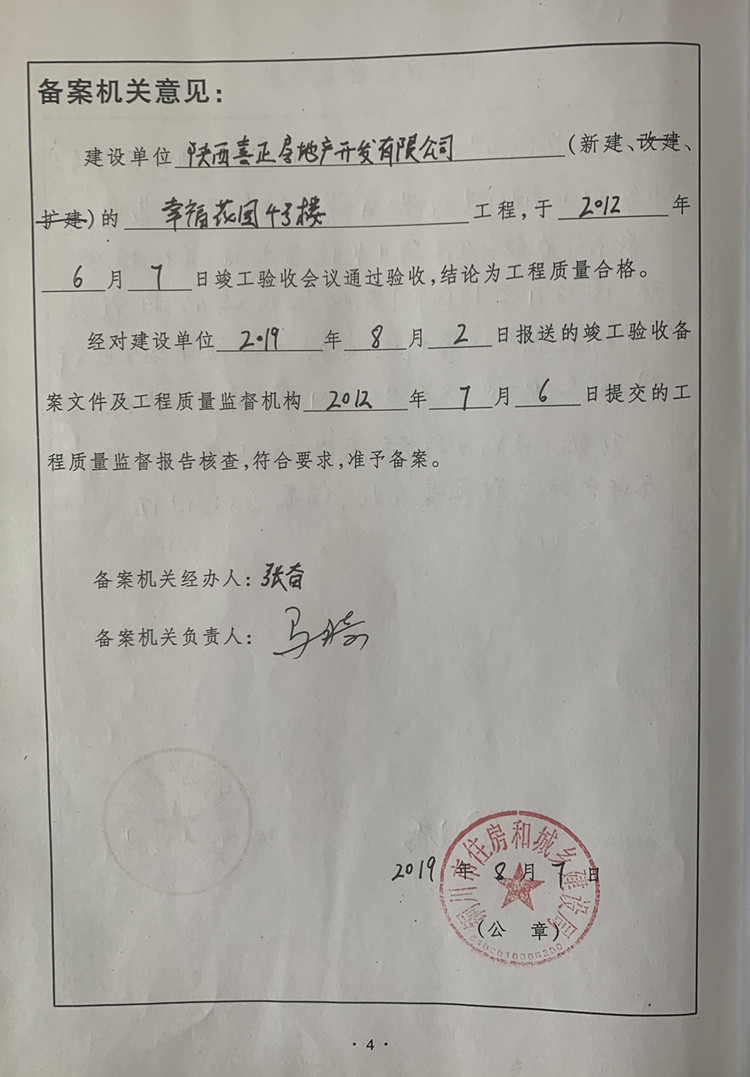 备案机关意见：
建设单位 陕西喜正房地产开发有限公司 （新建、改建、
扩建）的 幸福花园4号楼 工程，于 2012 年
6 月 7 日竣工验收会议通过验收，结论为工程质量合格。
经对建设单位 2019 年 8 月 2 日报送的竣工验收备
案文件及工程质量监督机构 2012 年 7 月 6 日提交的工
程质量监督报告核查，符合要求，准予备案。
备案机关经办人：张奋
备案机关负责人：马
铜川市住房和城乡建设局
2019 年 8 月 7 日
（公 章）
· 4 ·